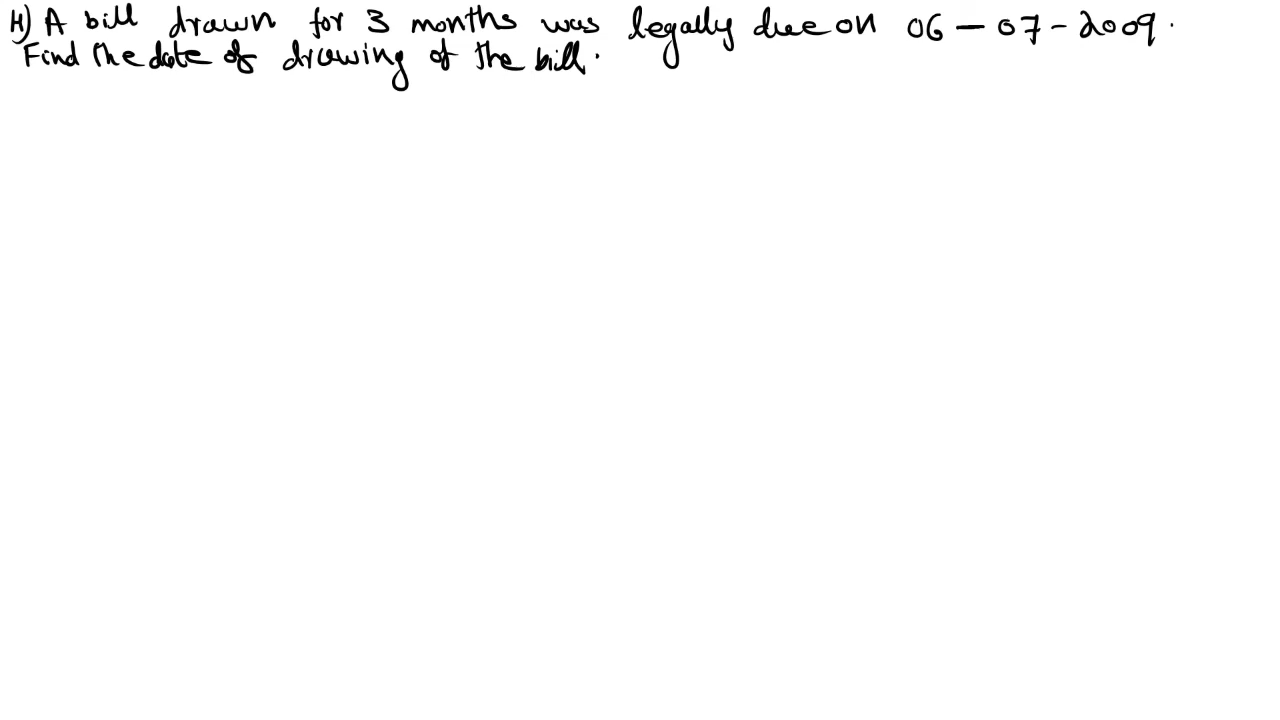 H) A bill drawn for 3 months was legally due on 06 - 07 - 2009.
Find the date of drawing of the bill.